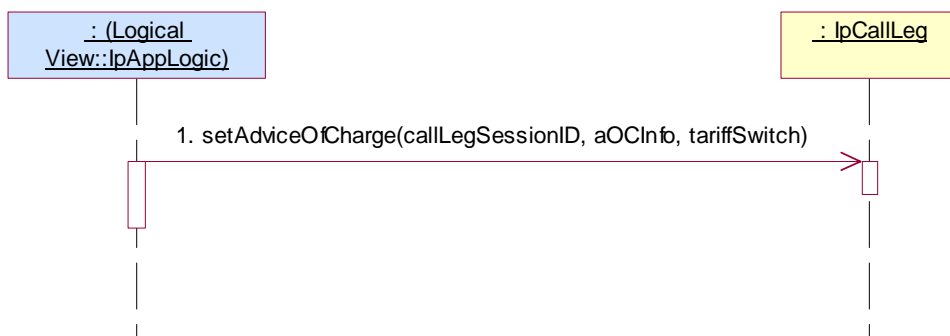 : (Logical
View::IpAppLogic)
: IpCallLeg
1. setAdviceOfCharge(callLegSessionID, aOCInfo, tariffSwitch)